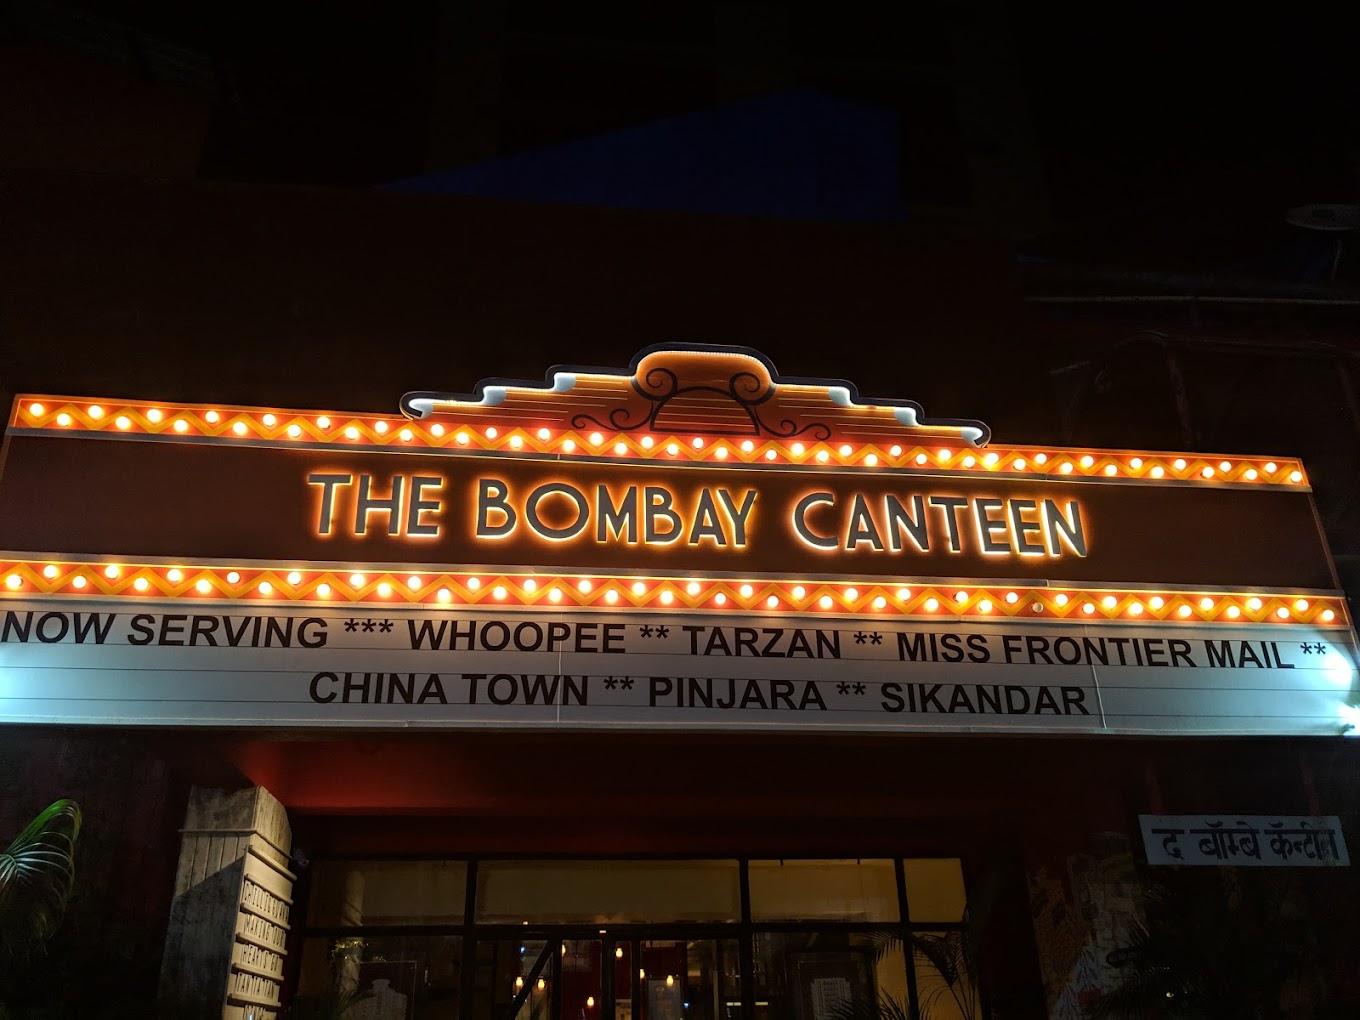 THE BOMBAY CANTEEN
NOW SERVING *** WHOOPEE ** TARZAN ** MISS FRONTIER MAIL **
CHINA TOWN ** PINJARA ** SIKANDAR
द बॉम्बे कॅन्टीन